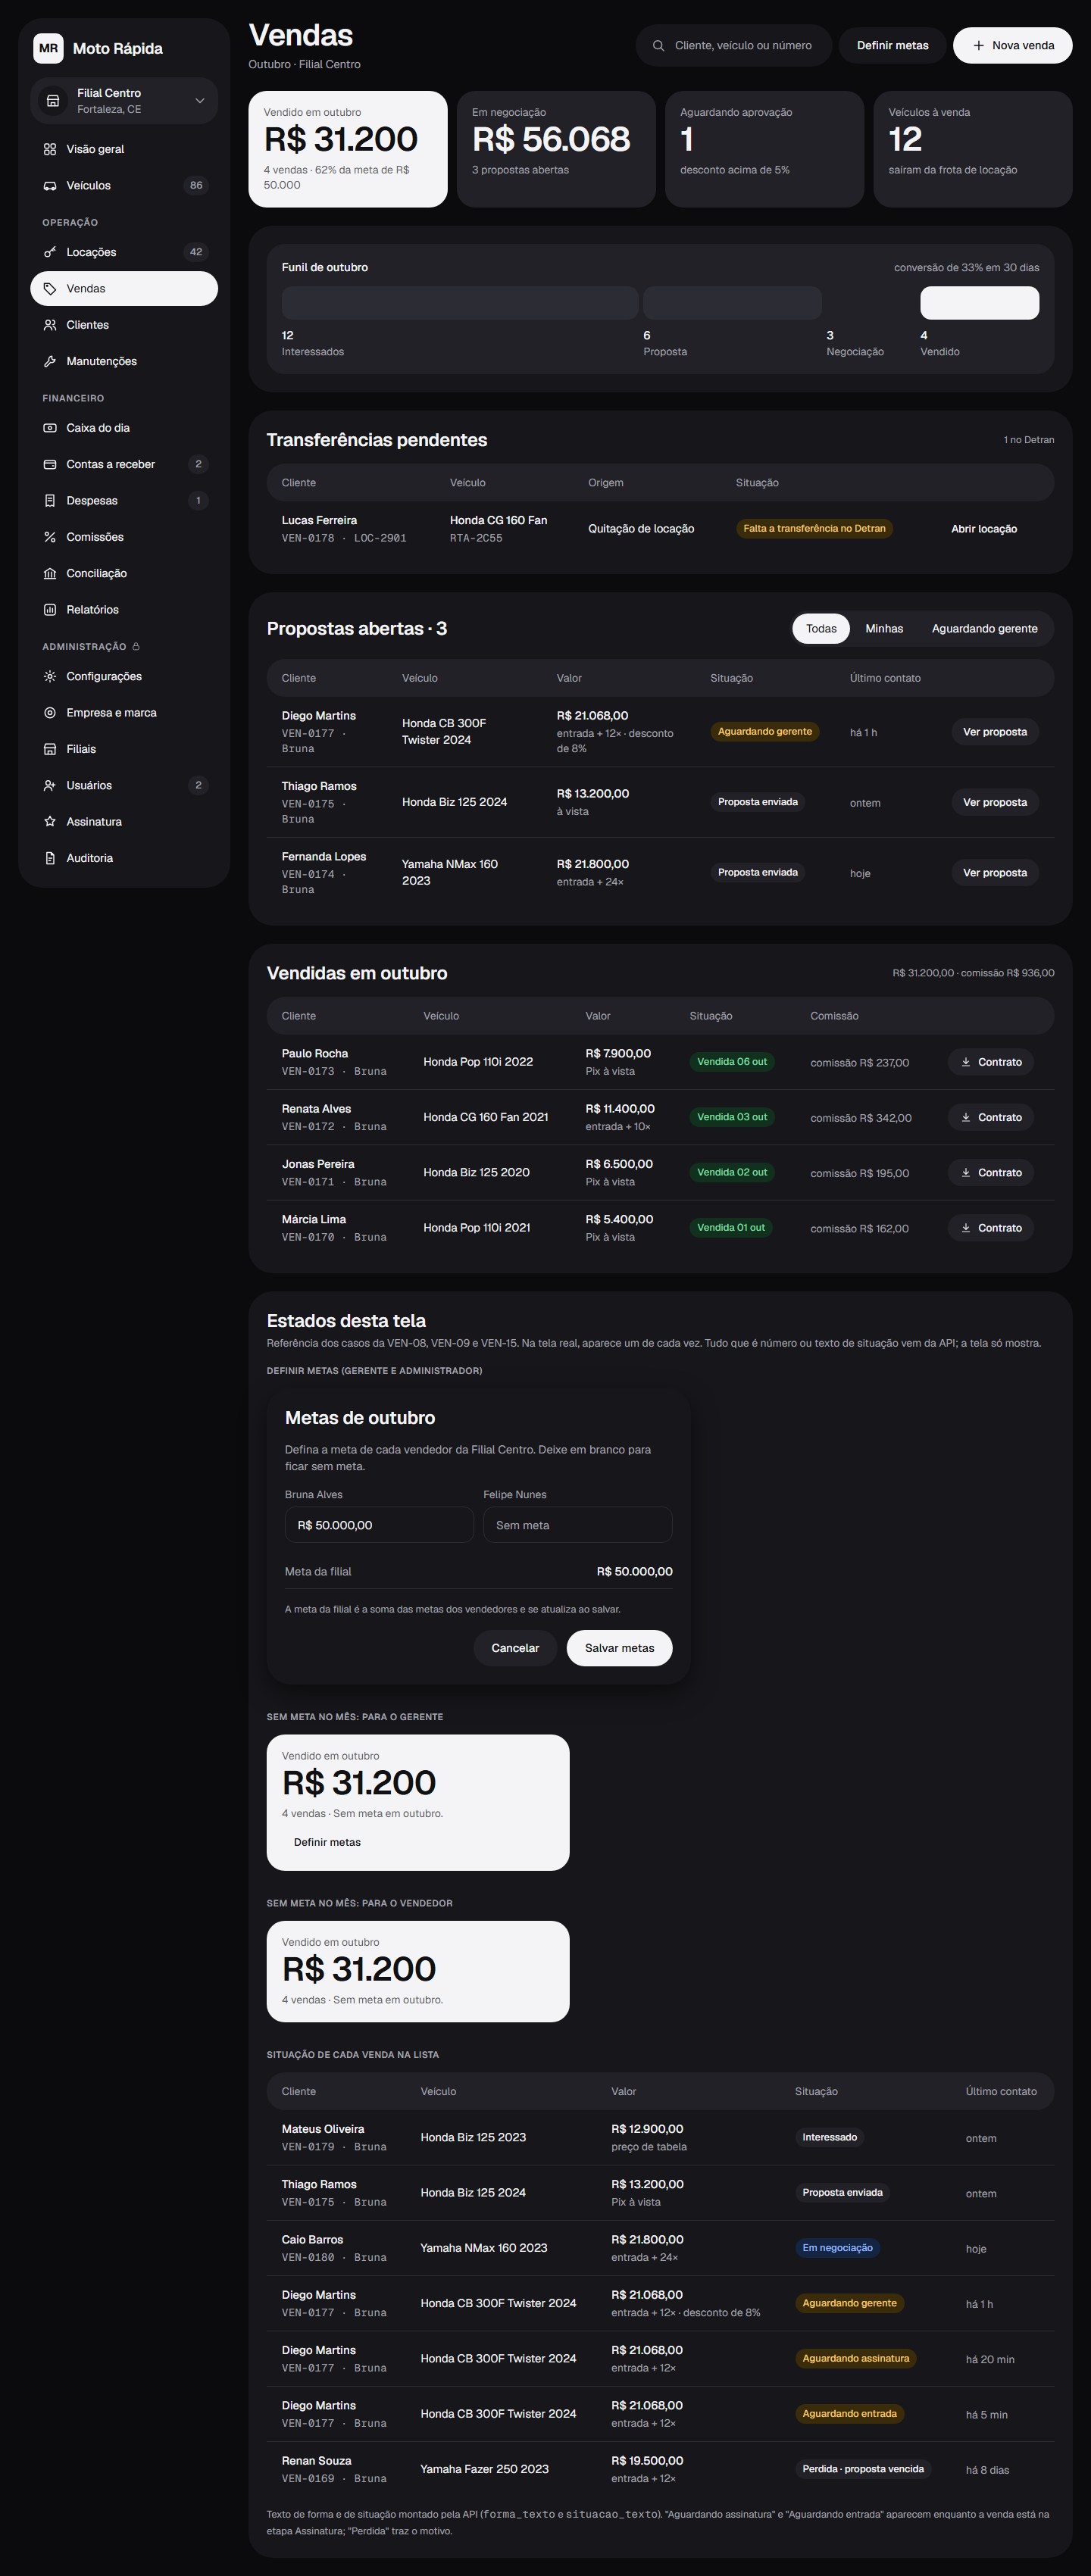 MR Moto Rápida
Filial Centro
Fortaleza, CE
Visão geral
Veículos 86
OPERAÇÃO
Locações 42
Vendas
Clientes
Manutenções
FINANCEIRO
Caixa do dia
Contas a receber 2
Despesas 1
Comissões
Conciliação
Relatórios
ADMINISTRAÇÃO
Configurações
Empresa e marca
Filiais
Usuários 2
Assinatura
Auditoria
Vendas
Outubro · Filial Centro
Cliente, veículo ou número
Definir metas
Nova venda
Vendido em outubro
R$ 31.200
4 vendas · 62% da meta de R$
50.000
Em negociação
R$ 56.068
3 propostas abertas
Aguardando aprovação
1
desconto acima de 5%
Veículos à venda
12
saíram da frota de locação
Funil de outubro
conversão de 33% em 30 dias
12
Interessados
6
Proposta
3
Negociação
4
Vendido
Transferências pendentes
1 no Detran
Cliente Veículo Origem Situação
Lucas Ferreira
VEN-0178 · LOC-2901
Honda CG 160 Fan
RTA-2C55
Quitação de locação
Falta a transferência no Detran
Abrir locação
Propostas abertas · 3
Todas Minhas Aguardando gerente
Cliente Veículo Valor Situação Último contato
Diego Martins
VEN-0177 ·
Bruna
Honda CB 300F
Twister 2024
R$ 21.068,00
entrada + 12× · desconto
de 8%
Aguardando gerente
há 1 h
Ver proposta
Thiago Ramos
VEN-0175 ·
Bruna
Honda Biz 125 2024
R$ 13.200,00
à vista
Proposta enviada
ontem
Ver proposta
Fernanda Lopes
VEN-0174 ·
Bruna
Yamaha NMax 160
2023
R$ 21.800,00
entrada + 24×
Proposta enviada
hoje
Ver proposta
Vendidas em outubro
R$ 31.200,00 · comissão R$ 936,00
Cliente Veículo Valor Situação Comissão
Paulo Rocha
VEN-0173 · Bruna
Honda Pop 110i 2022
R$ 7.900,00
Pix à vista
Vendida 06 out
comissão R$ 237,00
Contrato
Renata Alves
VEN-0172 · Bruna
Honda CG 160 Fan 2021
R$ 11.400,00
entrada + 10×
Vendida 03 out
comissão R$ 342,00
Contrato
Jonas Pereira
VEN-0171 · Bruna
Honda Biz 125 2020
R$ 6.500,00
Pix à vista
Vendida 02 out
comissão R$ 195,00
Contrato
Márcia Lima
VEN-0170 · Bruna
Honda Pop 110i 2021
R$ 5.400,00
Pix à vista
Vendida 01 out
comissão R$ 162,00
Contrato
Estados desta tela
Referência dos casos da VEN-08, VEN-09 e VEN-15. Na tela real, aparece um de cada vez. Tudo que é número ou texto de situação vem da API; a tela só mostra.
DEFINIR METAS (GERENTE E ADMINISTRADOR)
Metas de outubro
Defina a meta de cada vendedor da Filial Centro. Deixe em branco para
ficar sem meta.
Bruna Alves
R$ 50.000,00
Felipe Nunes
Sem meta
Meta da filial R$ 50.000,00
A meta da filial é a soma das metas dos vendedores e se atualiza ao salvar.
Cancelar Salvar metas
SEM META NO MÊS: PARA O GERENTE
Vendido em outubro
R$ 31.200
4 vendas · Sem meta em outubro.
Definir metas
SEM META NO MÊS: PARA O VENDEDOR
Vendido em outubro
R$ 31.200
4 vendas · Sem meta em outubro.
SITUAÇÃO DE CADA VENDA NA LISTA
Cliente Veículo Valor Situação Último contato
Mateus Oliveira
VEN-0179 · Bruna
Honda Biz 125 2023
R$ 12.900,00
preço de tabela
Interessado
ontem
Thiago Ramos
VEN-0175 · Bruna
Honda Biz 125 2024
R$ 13.200,00
Pix à vista
Proposta enviada
ontem
Caio Barros
VEN-0180 · Bruna
Yamaha NMax 160 2023
R$ 21.800,00
entrada + 24×
Em negociação
hoje
Diego Martins
VEN-0177 · Bruna
Honda CB 300F Twister 2024
R$ 21.068,00
entrada + 12× · desconto de 8%
Aguardando gerente
há 1 h
Diego Martins
VEN-0177 · Bruna
Honda CB 300F Twister 2024
R$ 21.068,00
entrada + 12×
Aguardando assinatura
há 20 min
Diego Martins
VEN-0177 · Bruna
Honda CB 300F Twister 2024
R$ 21.068,00
entrada + 12×
Aguardando entrada
há 5 min
Renan Souza
VEN-0169 · Bruna
Yamaha Fazer 250 2023
R$ 19.500,00
entrada + 12×
Perdida · proposta vencida
há 8 dias
Texto de forma e de situação montado pela API (forma_texto e situacao_texto). "Aguardando assinatura" e "Aguardando entrada" aparecem enquanto a venda está na
etapa Assinatura; "Perdida" traz o motivo.